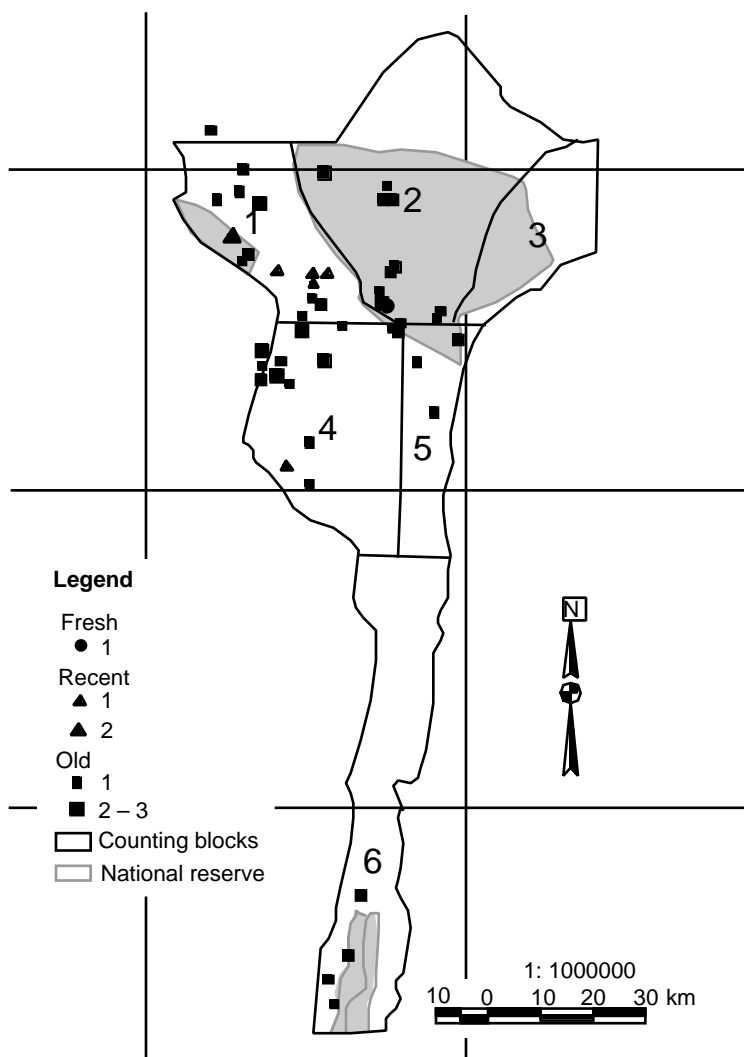 2
1
3
4
5
Legend
Fresh
1
Recent
1
2
Old
1
2 – 3
Counting blocks
National reserve
N
6
1: 1000000
10 0 10 20 30 km